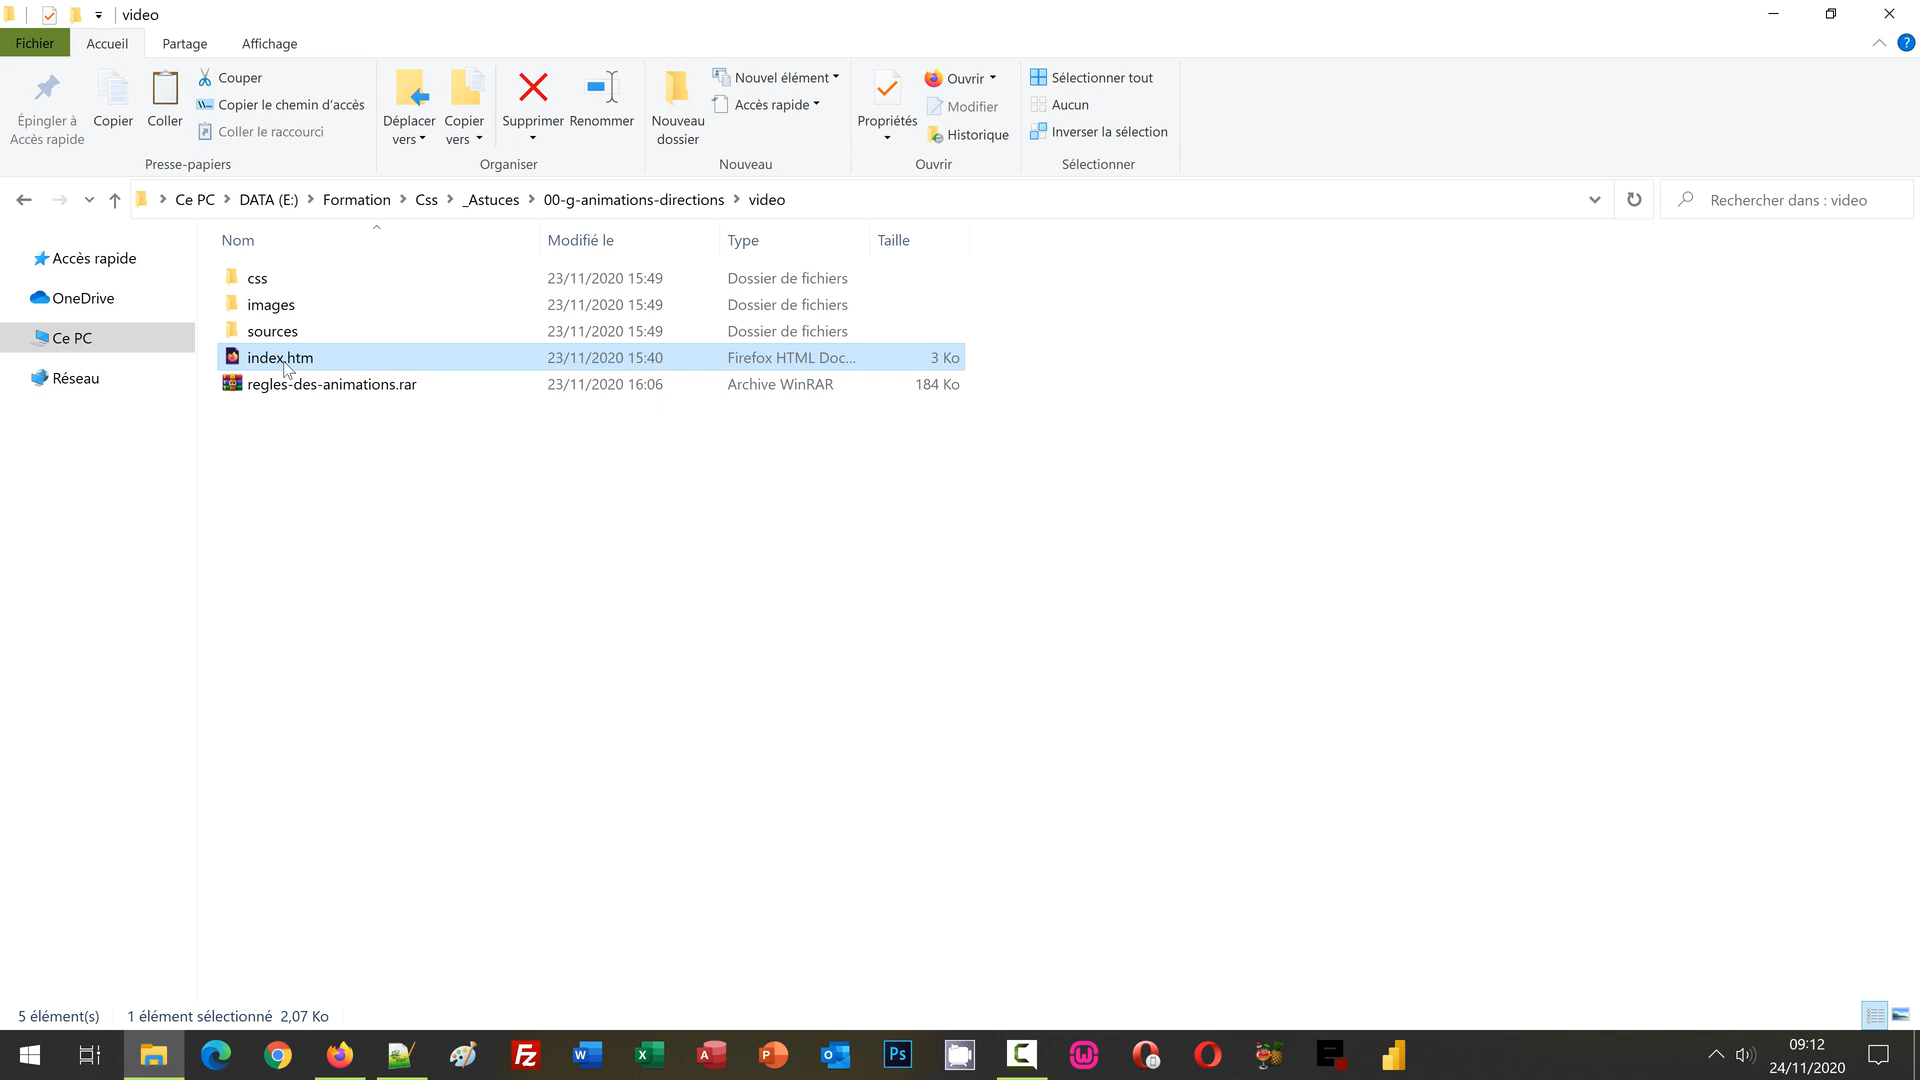 video
Fichier Accueil Partage Affichage
Épingler à
Accès rapide
Copier
Coller
Couper
Copier le chemin d'accès
Coller le raccourci
Presse-papiers
Déplacer
vers
Copier
vers
Supprimer
Renommer
Organiser
Nouveau
dossier
Nouvel élément
Accès rapide
Nouveau
Propriétés
Ouvrir
Modifier
Historique
Ouvrir
Sélectionner tout
Aucun
Inverser la sélection
Sélectionner
Ce PC DATA (E:) Formation Css _Astuces 00-g-animations-directions video
Rechercher dans : video
Accès rapide
OneDrive
Ce PC
Réseau
Nom Modifié le Type Taille
css 23/11/2020 15:49 Dossier de fichiers
images 23/11/2020 15:49 Dossier de fichiers
sources 23/11/2020 15:49 Dossier de fichiers
index.htm 23/11/2020 15:40 Firefox HTML Doc... 3 Ko
regles-des-animations.rar 23/11/2020 16:06 Archive WinRAR 184 Ko
5 élément(s) 1 élément sélectionné 2,07 Ko
09:12
24/11/2020